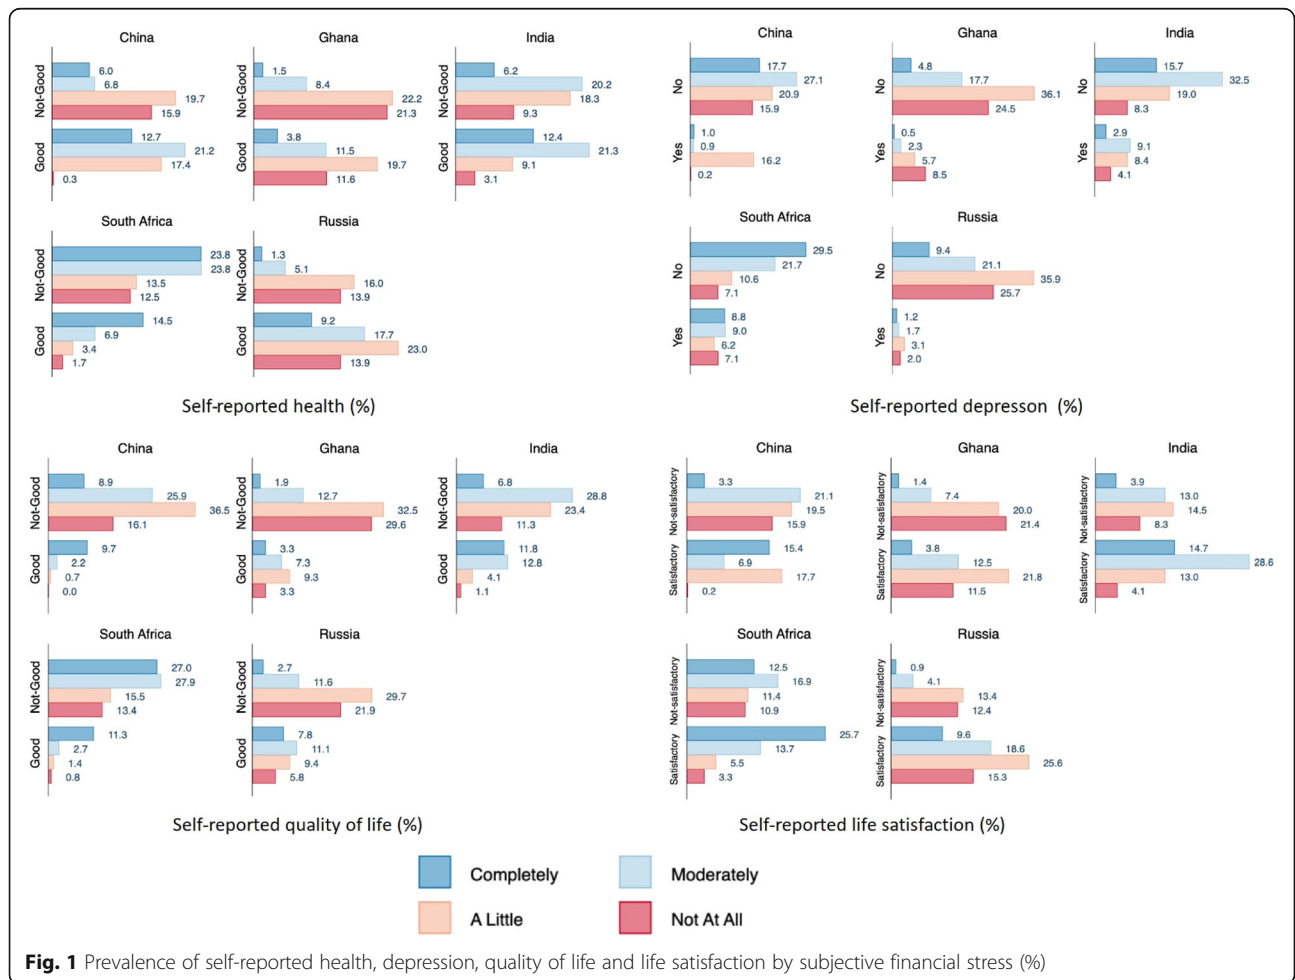 China
Ghana
India
Not-Good
6.0
6.8
19.7
15.9
Good
12.7
21.2
17.4
0.3
Not-Good
1.5
8.4
22.2
21.3
Good
3.8
11.5
19.7
11.6
Not-Good
6.2
20.2
18.3
9.3
Good
12.4
21.3
9.1
3.1
South Africa
Russia
Not-Good
23.8
23.8
13.5
12.5
Good
14.5
6.9
3.4
1.7
Not-Good
1.3
5.1
16.0
13.9
Good
9.2
17.7
23.0
13.9
Self-reported health (%)
China
Ghana
India
No
17.7
27.1
20.9
15.9
Yes
1.0
0.9
16.2
0.2
No
4.8
17.7
36.1
24.5
Yes
0.5
2.3
5.7
8.5
No
15.7
32.5
19.0
8.3
Yes
2.9
9.1
8.4
4.1
South Africa
Russia
No
29.5
21.7
10.6
7.1
Yes
8.8
9.0
6.2
7.1
No
9.4
21.1
35.9
25.7
Yes
1.2
1.7
3.1
2.0
Self-reported depresson (%)
China
Ghana
India
Not-Good
8.9
25.9
36.5
16.1
Good
9.7
2.2
0.7
0.0
Not-Good
1.9
12.7
32.5
29.6
Good
3.3
7.3
9.3
3.3
Not-Good
6.8
28.8
23.4
11.3
Good
11.8
12.8
4.1
1.1
South Africa
Russia
Not-Good
27.0
27.9
15.5
13.4
Good
11.3
2.7
1.4
0.8
Not-Good
2.7
11.6
29.7
21.9
Good
7.8
11.1
9.4
5.8
Self-reported quality of life (%)
China
Ghana
India
Not-satisfactory
3.3
21.1
19.5
15.9
Satisfactory
15.4
6.9
17.7
0.2
Not-satisfactory
1.4
7.4
20.0
21.4
Satisfactory
3.8
12.5
21.8
11.5
Not-satisfactory
3.9
13.0
14.5
8.3
Satisfactory
14.7
28.6
13.0
4.1
South Africa
Russia
Not-satisfactory
12.5
16.9
11.4
10.9
Satisfactory
25.7
13.7
5.5
3.3
Not-satisfactory
0.9
4.1
13.4
12.4
Satisfactory
9.6
18.6
25.6
15.3
Self-reported life satisfaction (%)
Completely
Moderately
A Little
Not At All
Fig. 1 Prevalence of self-reported health, depression, quality of life and life satisfaction by subjective financial stress (%)